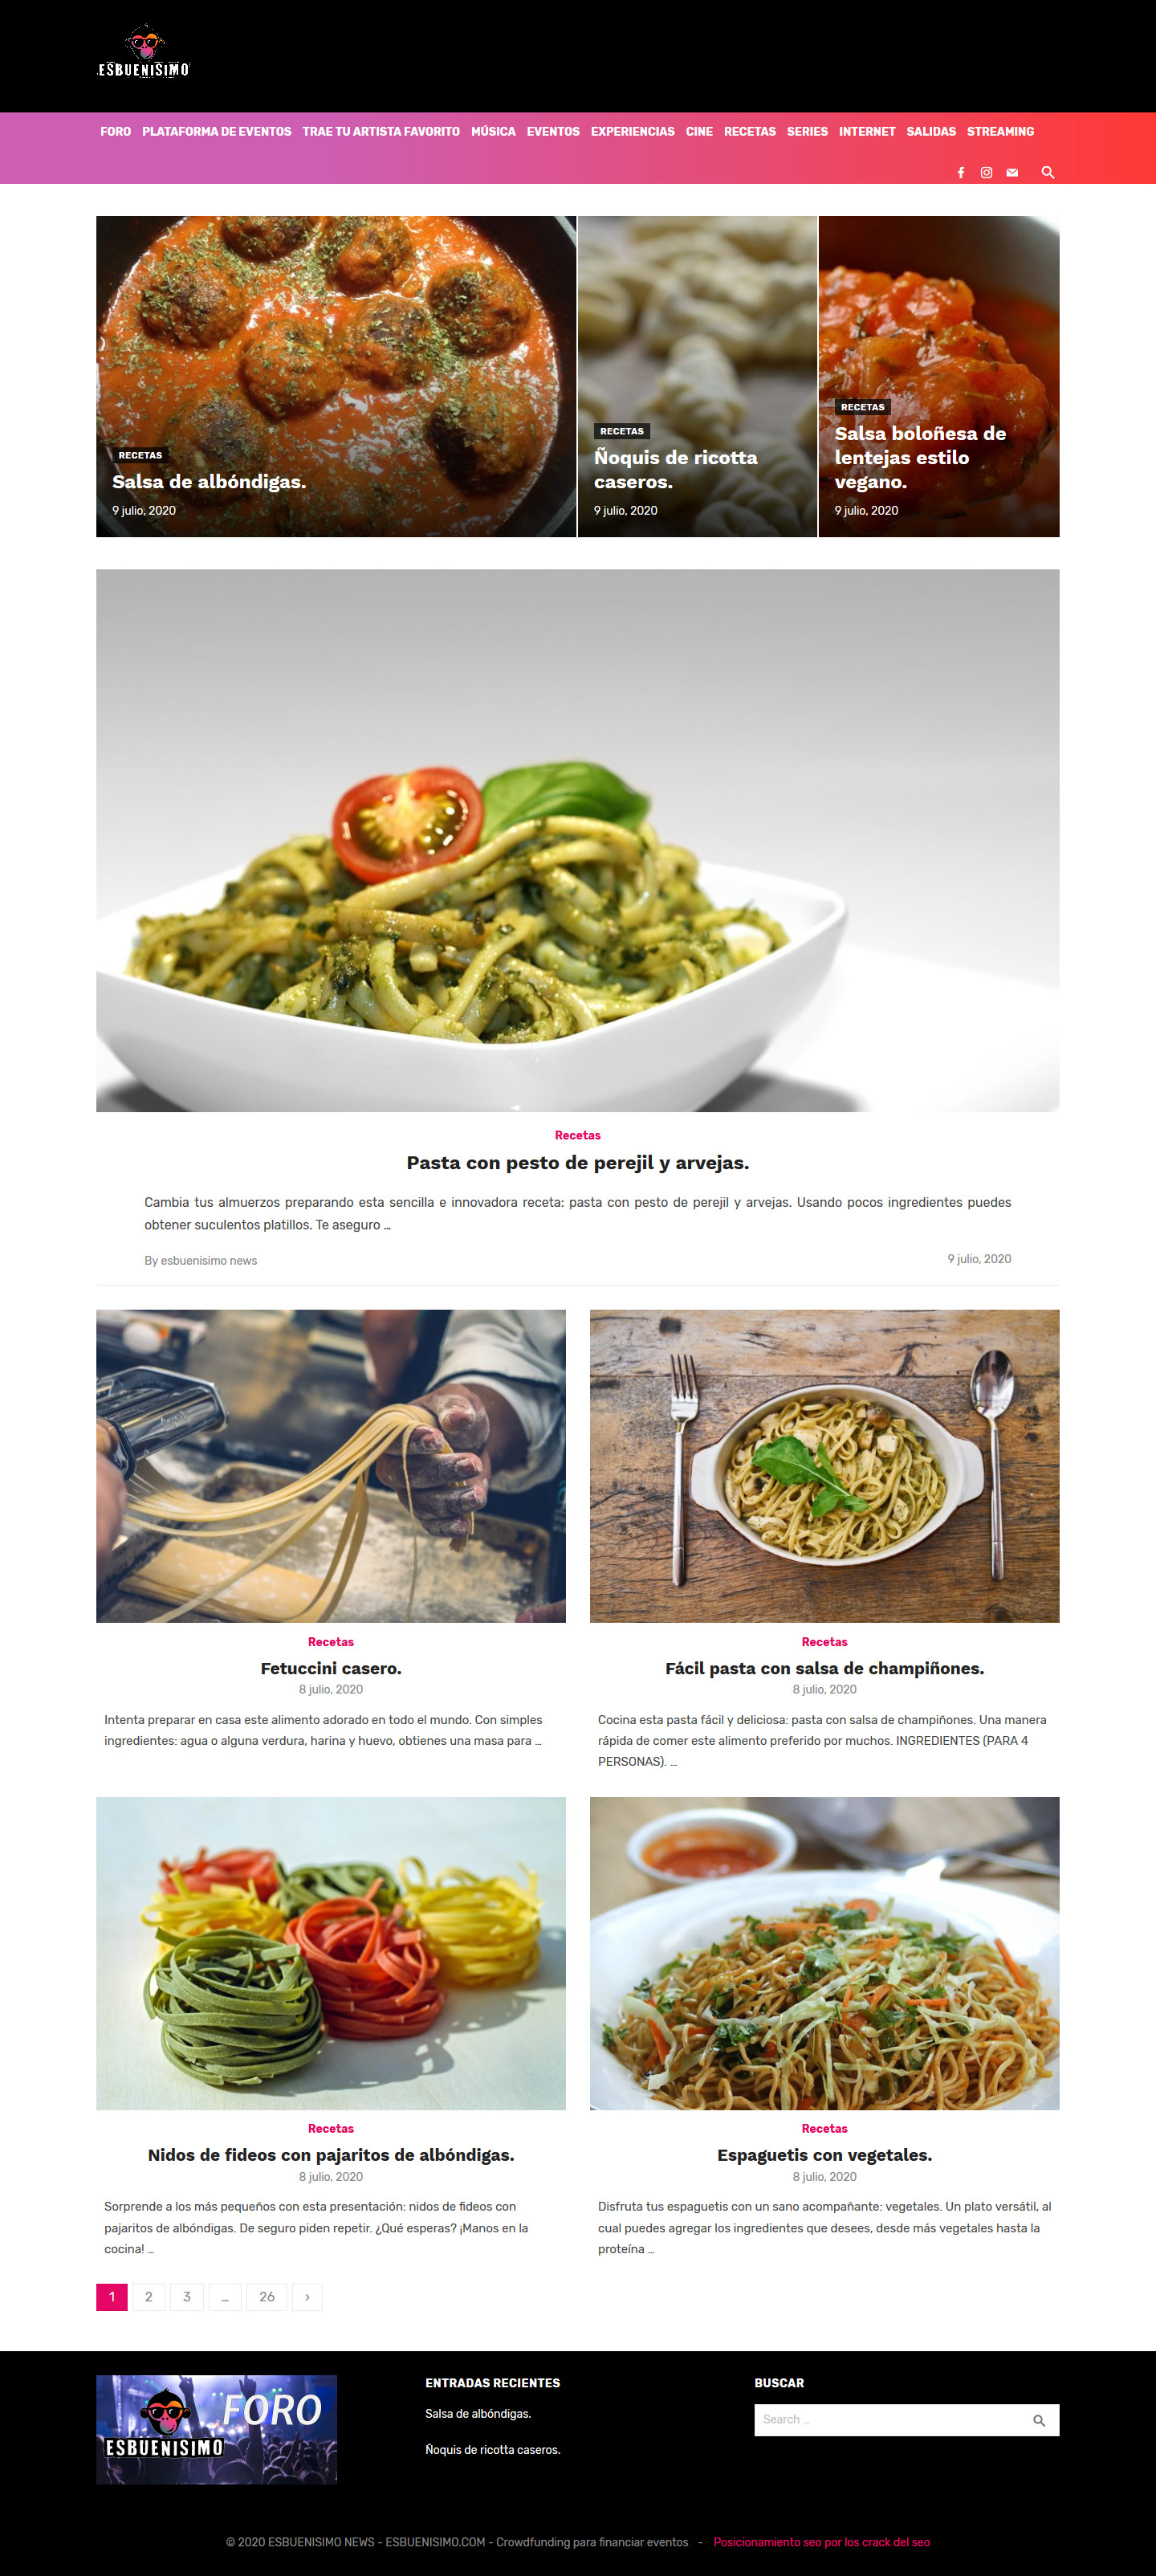 ESBUENISIMO
FORO PLATAFORMA DE EVENTOS TRAE TU ARTISTA FAVORITO MÚSICA EVENTOS EXPERIENCIAS CINE RECETAS SERIES INTERNET SALIDAS STREAMING
RECETAS
Salsa de albóndigas.
9 julio, 2020
RECETAS
Ñoquis de ricotta
caseros.
9 julio, 2020
RECETAS
Salsa boloñesa de
lentejas estilo
vegano.
9 julio, 2020
Recetas
Pasta con pesto de perejil y arvejas.
Cambia tus almuerzos preparando esta sencilla e innovadora receta: pasta con pesto de perejil y arvejas. Usando pocos ingredientes puedes
obtener suculentos platillos. Te aseguro …
By esbuenisimo news
9 julio, 2020
Recetas
Fetuccini casero.
8 julio, 2020
Intenta preparar en casa este alimento adorado en todo el mundo. Con simples
ingredientes: agua o alguna verdura, harina y huevo, obtienes una masa para …
Recetas
Fácil pasta con salsa de champiñones.
8 julio, 2020
Cocina esta pasta fácil y deliciosa: pasta con salsa de champiñones. Una manera
rápida de comer este alimento preferido por muchos. INGREDIENTES (PARA 4
PERSONAS). …
Recetas
Nidos de fideos con pajaritos de albóndigas.
8 julio, 2020
Sorprende a los más pequeños con esta presentación: nidos de fideos con
pajaritos de albóndigas. De seguro piden repetir. ¿Qué esperas? ¡Manos en la
cocina! …
Recetas
Espaguetis con vegetales.
8 julio, 2020
Disfruta tus espaguetis con un sano acompañante: vegetales. Un plato versátil, al
cual puedes agregar los ingredientes que desees, desde más vegetales hasta la
proteína …
1 2 3 … 26 ›
FORO
ESBUENISIMO
ENTRADAS RECIENTES
Salsa de albóndigas.
Ñoquis de ricotta caseros.
BUSCAR
Search …
© 2020 ESBUENISIMO NEWS - ESBUENISIMO.COM - Crowdfunding para financiar eventos - Posicionamiento seo por los crack del seo